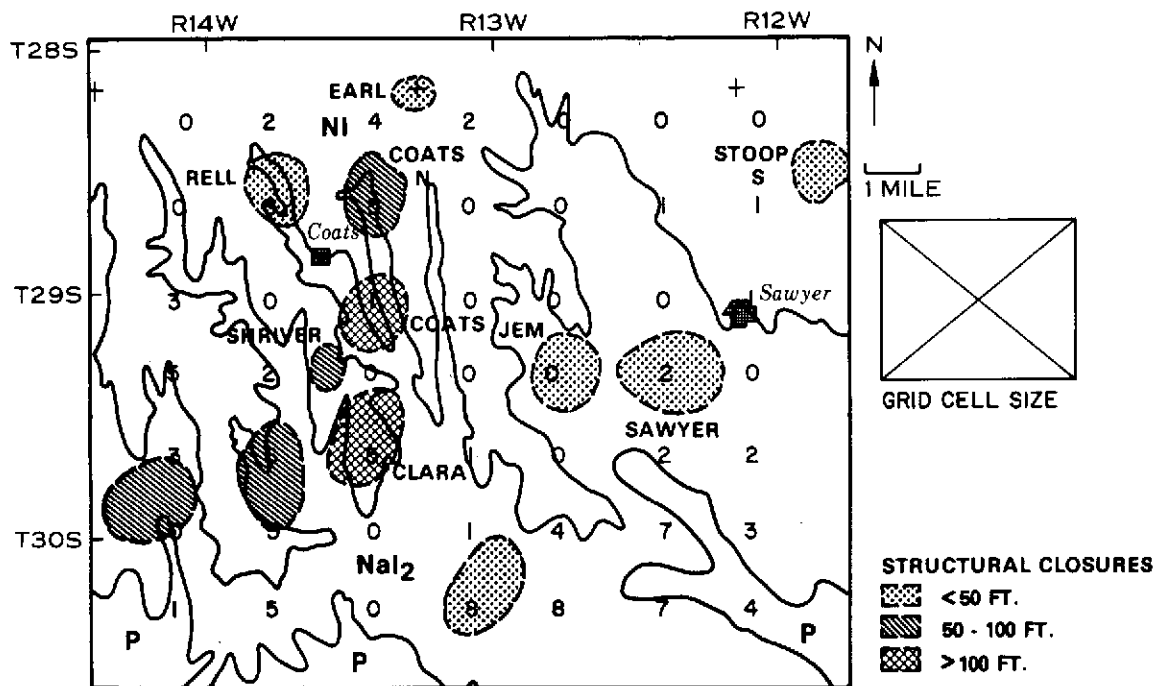 R14W R13W R12W
T28S
N
EARL
0 2 NI 4 2 0 0 0
COATS
N
STOOP
S
RELL
1 MILE
0 0 0 1 1
Coats
T29S
3 0 0 0 0
Sawyer
SHRIVER
COATS
JEM
2 0 0 0 2 0
GRID CELL SIZE
SAWYER
3 1 0 2 2
CLARA
T30S
0 1 4 7 3
NaI₂
STRUCTURAL CLOSURES
<50 FT.
1 5 0 8 8 7 4
50 - 100 FT.
P P P
>100 FT.